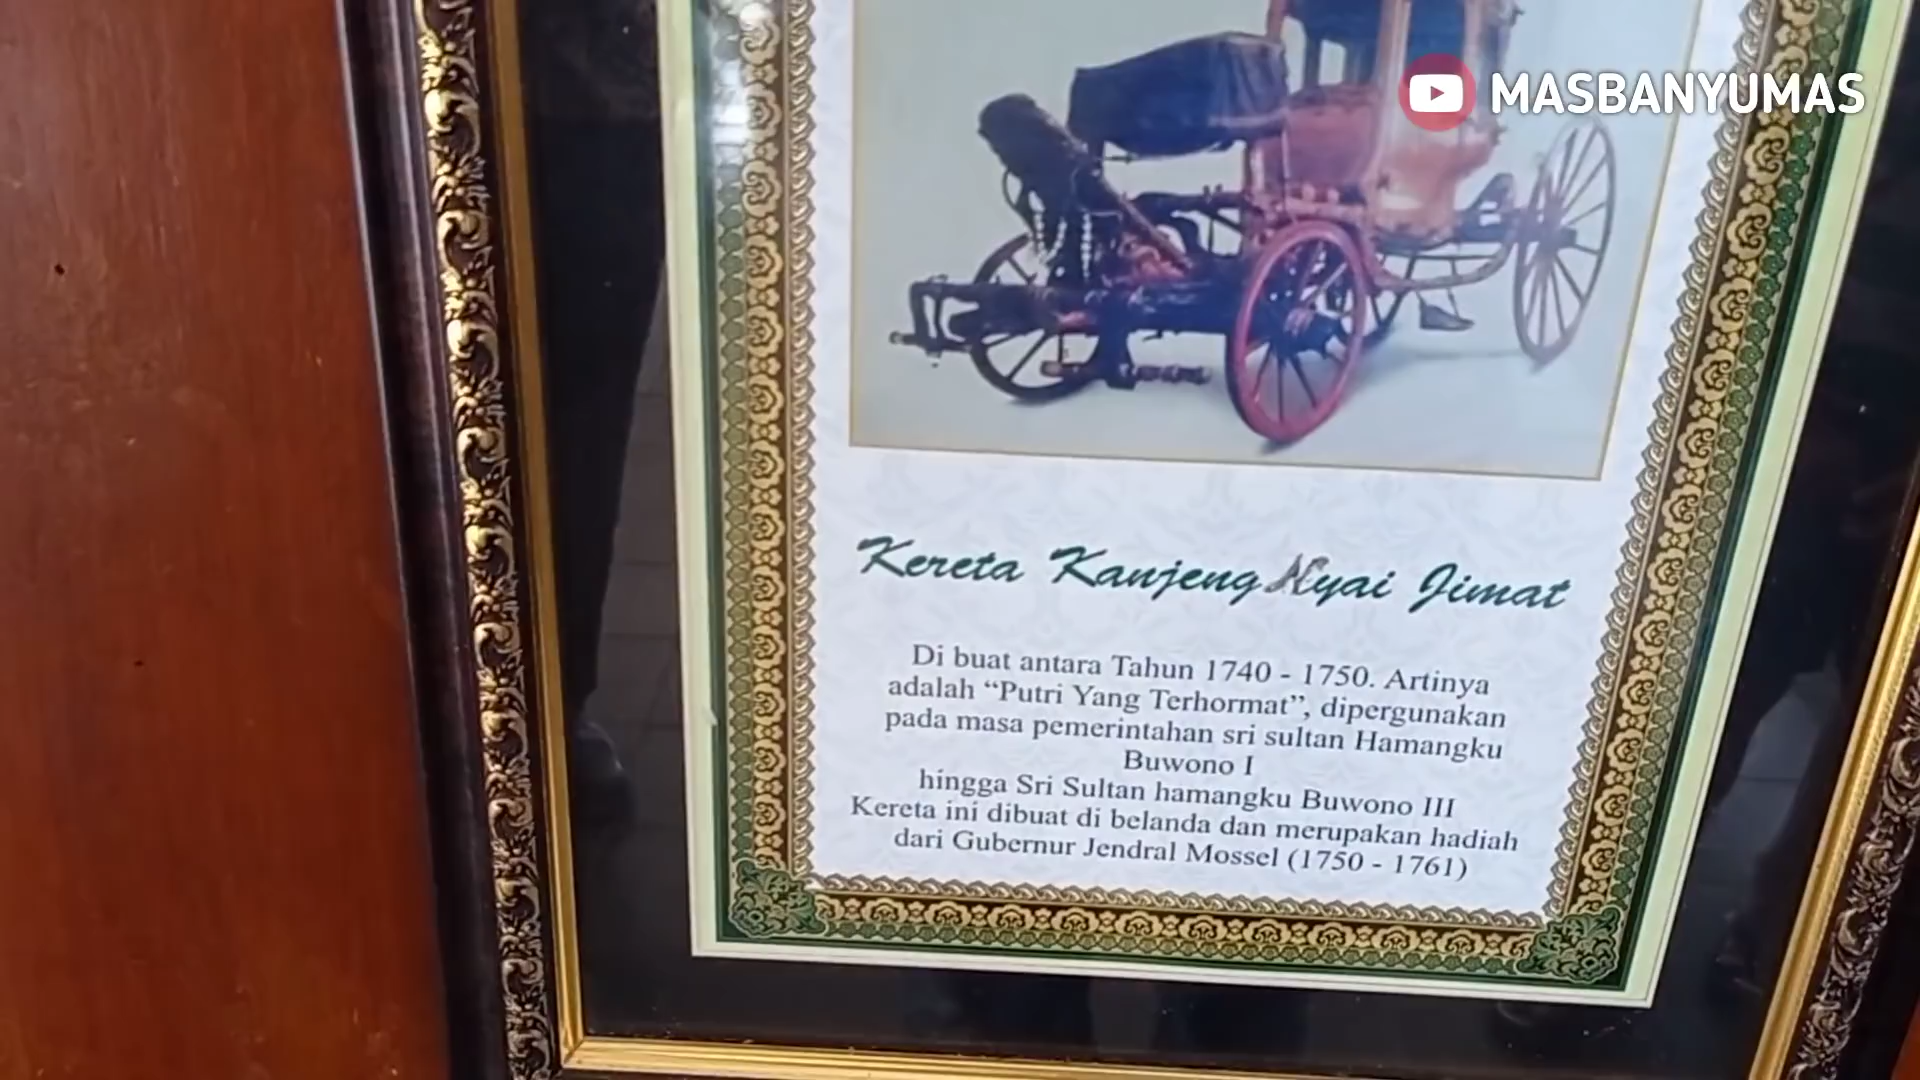 MASBANYUMAS
Kereta Kanjeng Nyai Jimat
Di buat antara Tahun 1740 - 1750. Artinya
adalah “Putri Yang Terhormat”, dipergunakan
pada masa pemerintahan sri sultan Hamangku
Buwono I
hingga Sri Sultan hamangku Buwono III
Kereta ini dibuat di belanda dan merupakan hadiah
dari Gubernur Jendral Mossel (1750 - 1761)